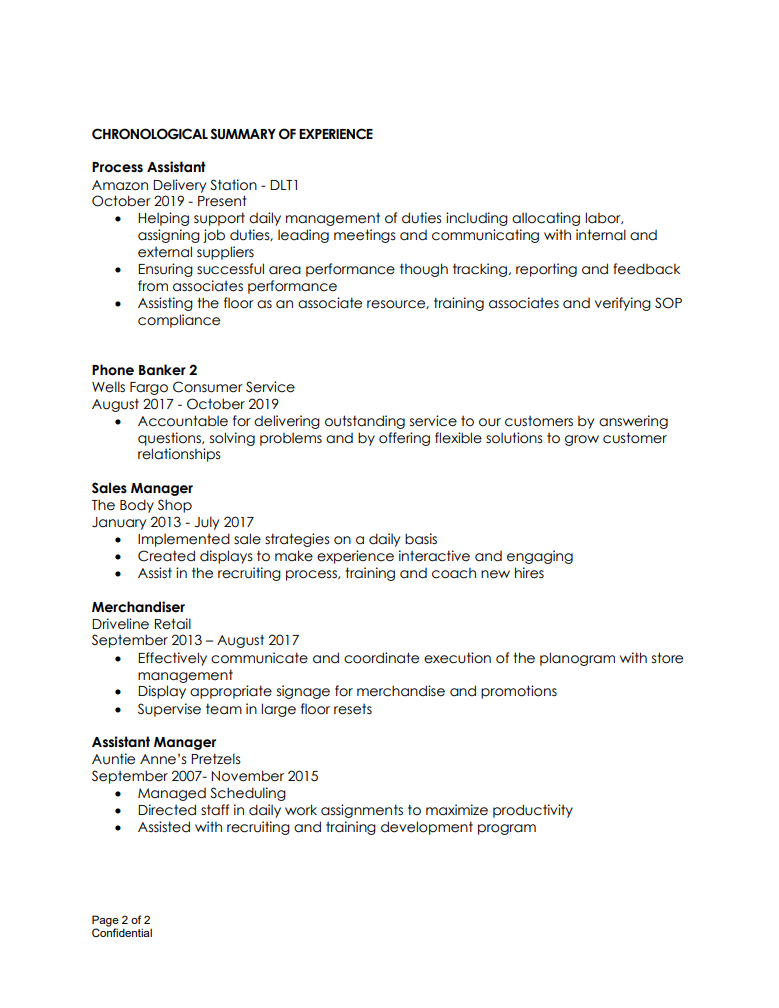 CHRONOLOGICAL SUMMARY OF EXPERIENCE
Process Assistant
Amazon Delivery Station - DLT1
October 2019 - Present
• Helping support daily management of duties including allocating labor,
assigning job duties, leading meetings and communicating with internal and
external suppliers
• Ensuring successful area performance though tracking, reporting and feedback
from associates performance
• Assisting the floor as an associate resource, training associates and verifying SOP
compliance
Phone Banker 2
Wells Fargo Consumer Service
August 2017 - October 2019
• Accountable for delivering outstanding service to our customers by answering
questions, solving problems and by offering flexible solutions to grow customer
relationships
Sales Manager
The Body Shop
January 2013 - July 2017
• Implemented sale strategies on a daily basis
• Created displays to make experience interactive and engaging
• Assist in the recruiting process, training and coach new hires
Merchandiser
Driveline Retail
September 2013 – August 2017
• Effectively communicate and coordinate execution of the planogram with store
management
• Display appropriate signage for merchandise and promotions
• Supervise team in large floor resets
Assistant Manager
Auntie Anne’s Pretzels
September 2007- November 2015
• Managed Scheduling
• Directed staff in daily work assignments to maximize productivity
• Assisted with recruiting and training development program
Page 2 of 2
Confidential